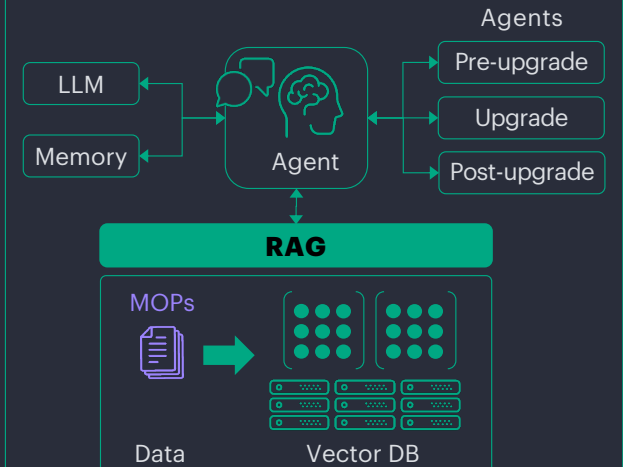 Agents
LLM
Memory
Agent
Pre-upgrade
Upgrade
Post-upgrade
RAG
MOPs
Data
Vector DB